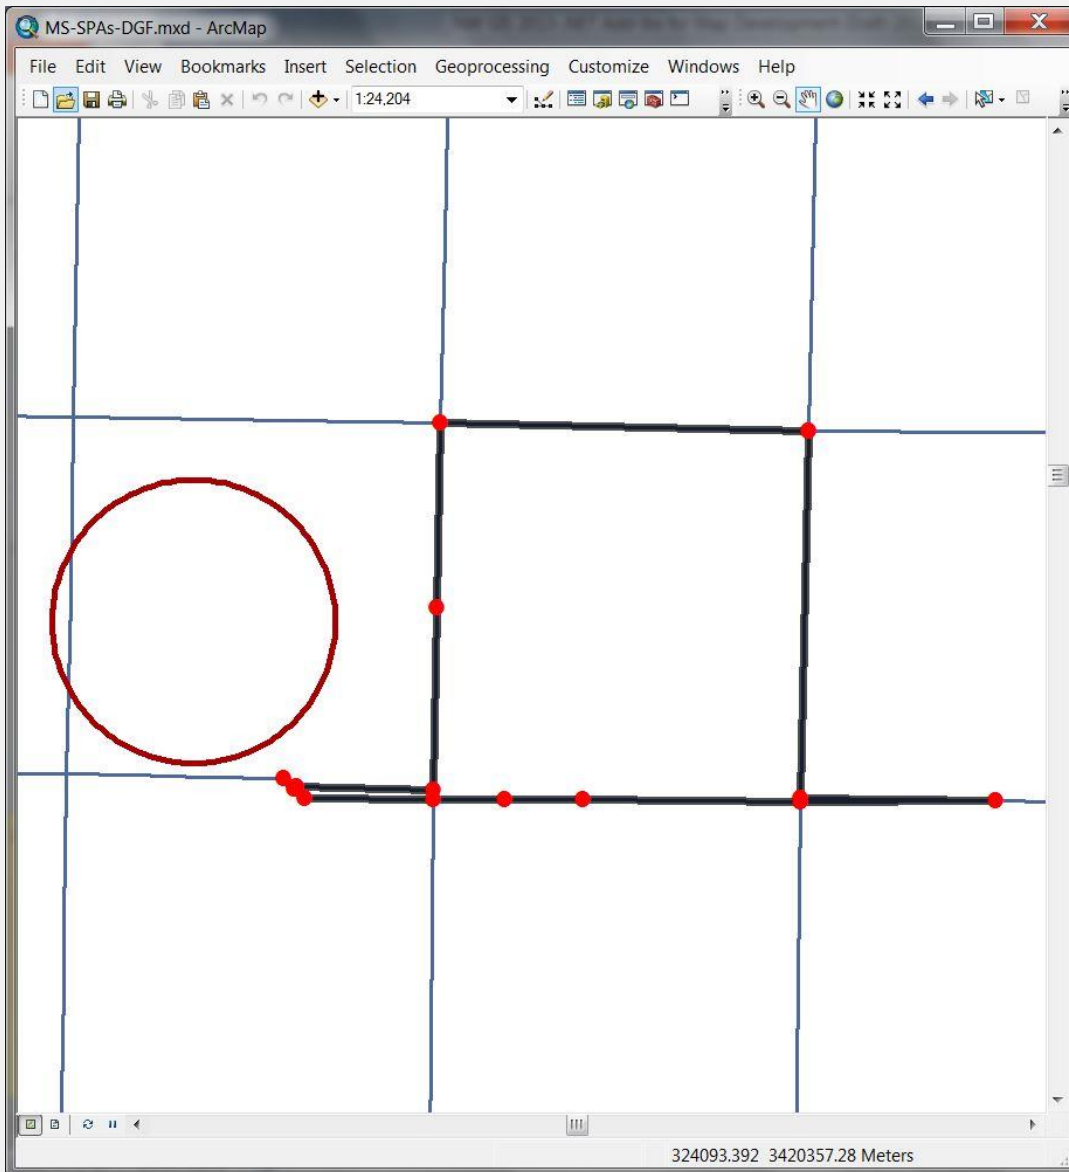 MS-SPAs-DGF.mxd - ArcMap
File Edit View Bookmarks Insert Selection Geoprocessing Customize Windows Help
1:24,204
324093.392 3420357.28 Meters